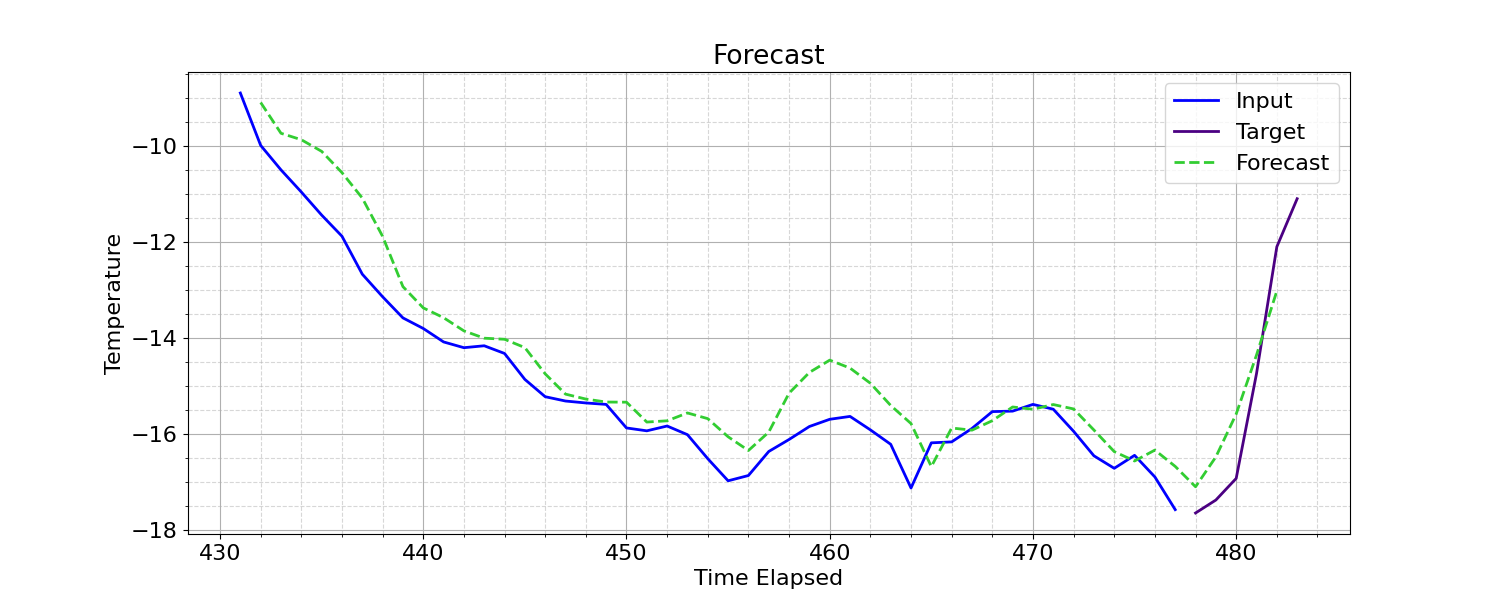 Forecast
Input
Target
Forecast
−10
−12
−14
−16
−18
Temperature
430 440 450 460 470 480
Time Elapsed